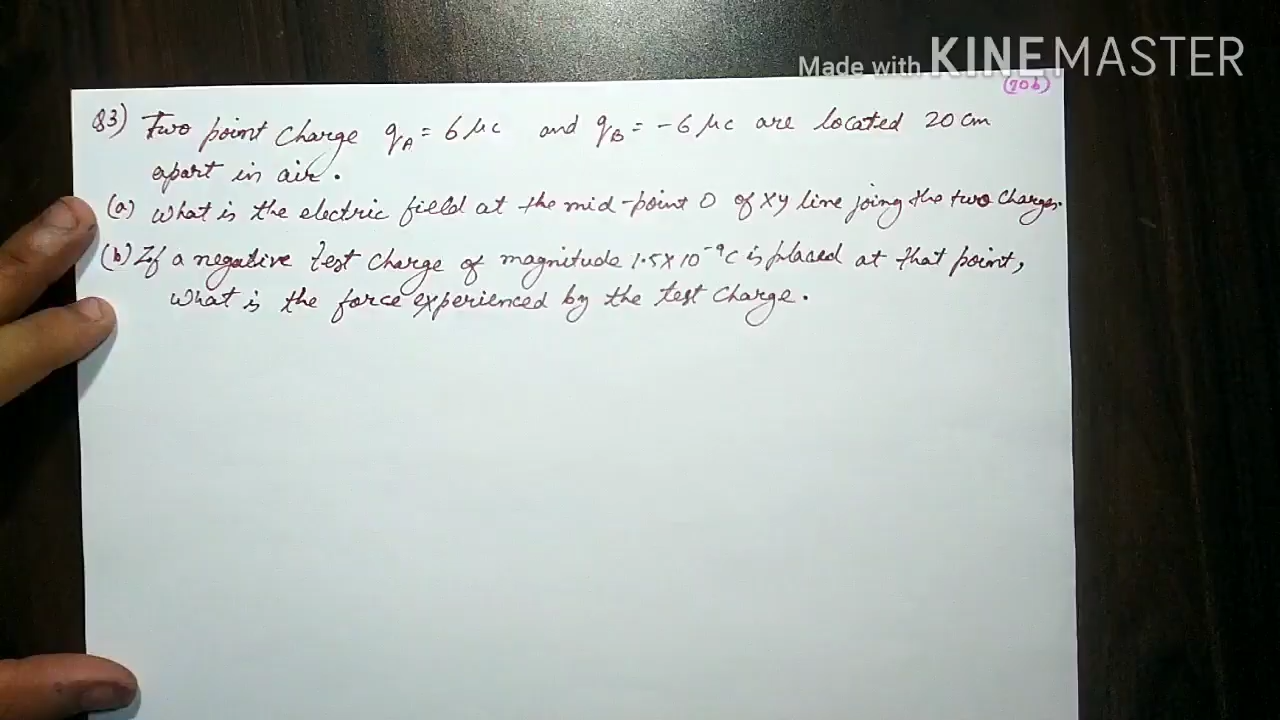 Made with KINEMASTER
(706)
Q3) Two point Charge qA = 6 μc and qB = -6 μc are located 20 cm
apart in air.
(a) What is the electric field at the mid-point O of XY line joing the two Charges.
(b) If a negative test charge of magnitude 1.5 X 10⁻⁹c is placed at that point,
What is the force experienced by the test Charge.